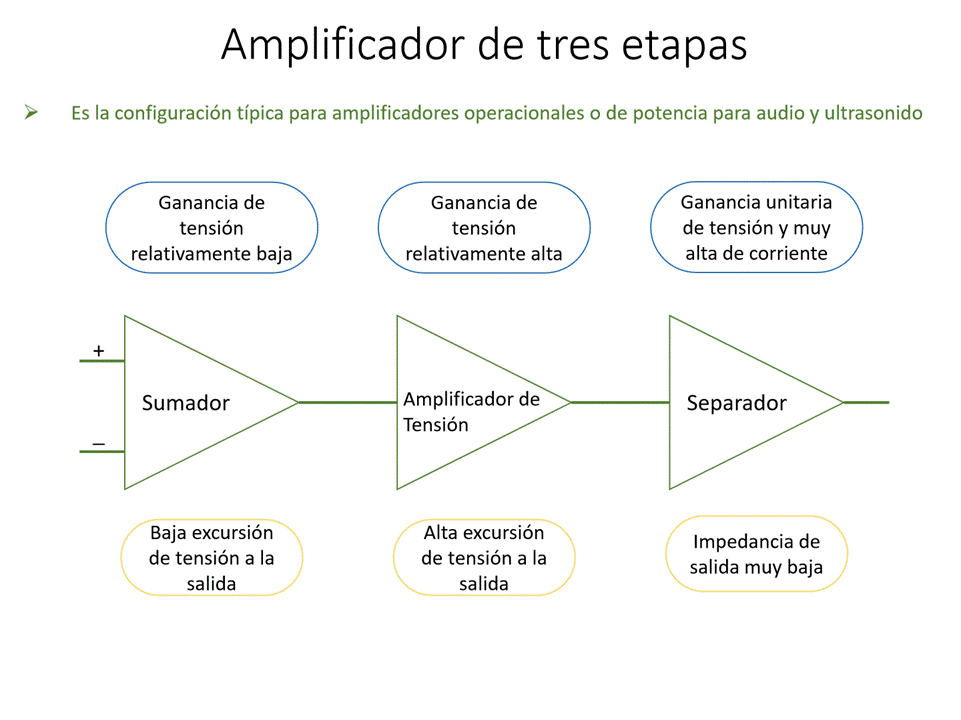 Amplificador de tres etapas
Es la configuración típica para amplificadores operacionales o de potencia para audio y ultrasonido
Ganancia de
tensión
relativamente baja
Ganancia de
tensión
relativamente alta
Ganancia unitaria
de tensión y muy
alta de corriente
+
Sumador
_
Amplificador de
Tensión
Separador
Baja excursión
de tensión a la
salida
Alta excursión
de tensión a la
salida
Impedancia de
salida muy baja